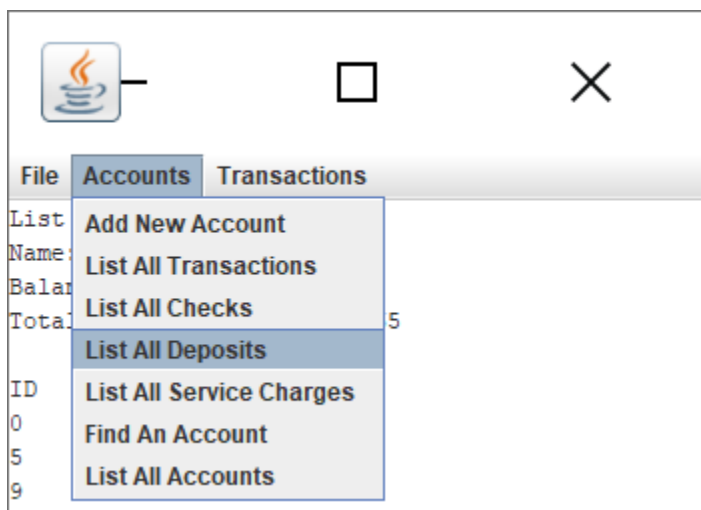 File Accounts Transactions
List
Add New Account
Name:
List All Transactions
List All Checks
Total 5
List All Deposits
ID
List All Service Charges
0
Find An Account
5
List All Accounts
9